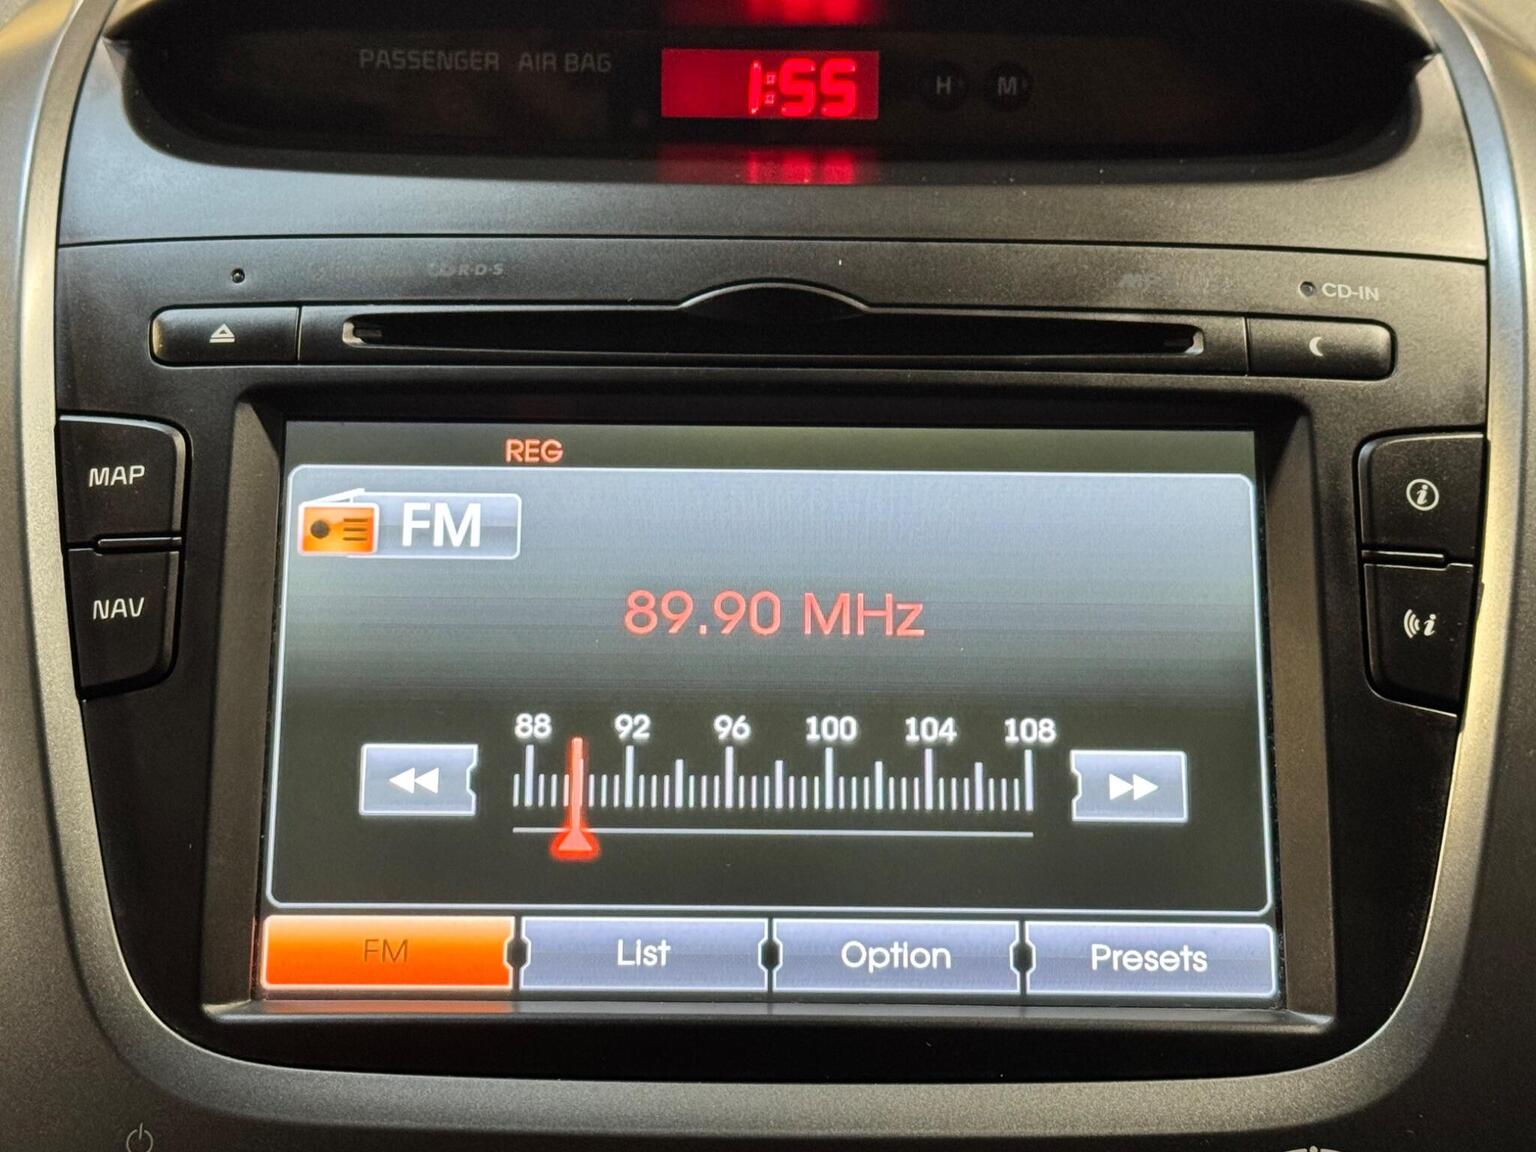 PASSENGER AIR BAG
1:55
H
M
RDS
CD-IN
MAP
NAV
REG
FM
89.90 MHz
88 92 96 100 104 108
FM
List
Option
Presets
i
i